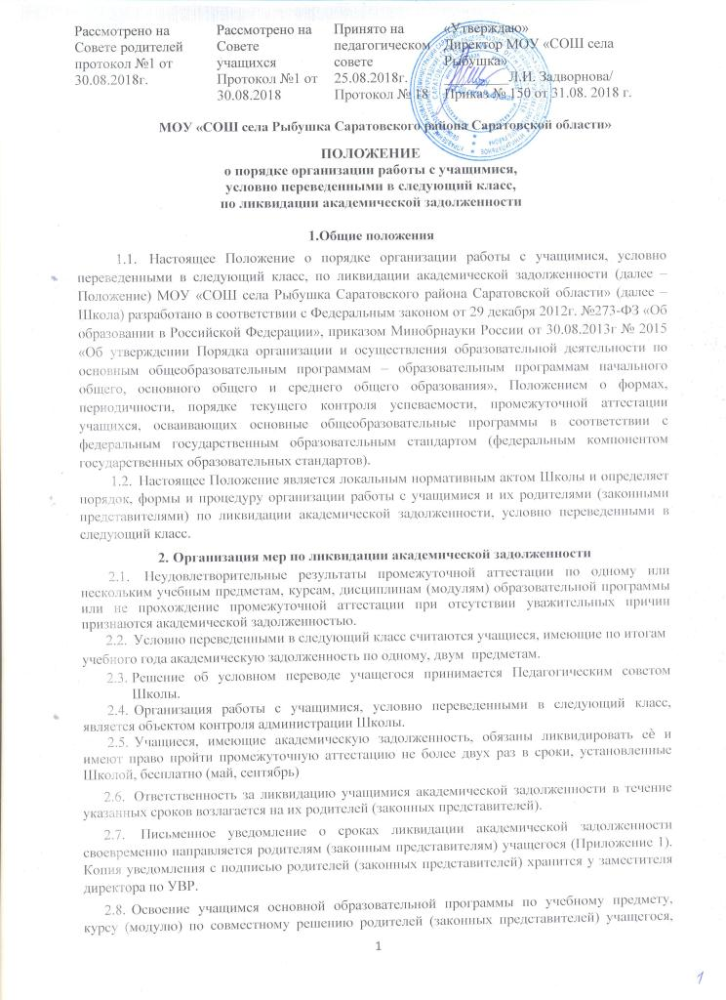 Рассмотрено на
Совете родителей
протокол №1 от
30.08.2018г.
Рассмотрено на
Совете
учащихся
Протокол №1 от
30.08.2018
Принято на
педагогическом
совете
25.08.2018г.
Протокол № 18
«Утверждаю»
Директор МОУ «СОШ села
Рыбушка»
Л.И. Задворнова/
Приказ № 150 от 31.08. 2018 г.
МОУ «СОШ села Рыбушка Саратовского района Саратовской области»
ПОЛОЖЕНИЕ
о порядке организации работы с учащимися,
условно переведенными в следующий класс,
по ликвидации академической задолженности
1.Общие положения
1.1. Настоящее Положение о порядке организации работы с учащимися, условно
переведенными в следующий класс, по ликвидации академической задолженности (далее –
Положение) МОУ «СОШ села Рыбушка Саратовского района Саратовской области» (далее –
Школа) разработано в соответствии с Федеральным законом от 29 декабря 2012г. №273-ФЗ «Об
образовании в Российской Федерации», приказом Минобрнауки России от 30.08.2013г № 2015
«Об утверждении Порядка организации и осуществления образовательной деятельности по
основным общеобразовательным программам – образовательным программам начального
общего, основного общего и среднего общего образования», Положением о формах,
периодичности, порядке текущего контроля успеваемости, промежуточной аттестации
учащихся, осваивающих основные общеобразовательные программы в соответствии с
федеральным государственным образовательным стандартом (федеральным компонентом
государственных образовательных стандартов).
1.2. Настоящее Положение является локальным нормативным актом Школы и определяет
порядок, формы и процедуру организации работы с учащимися и их родителями (законными
представителями) по ликвидации академической задолженности, условно переведенными в
следующий класс.
2. Организация мер по ликвидации академической задолженности
2.1. Неудовлетворительные результаты промежуточной аттестации по одному или
нескольким учебным предметам, курсам, дисциплинам (модулям) образовательной программы
или не прохождение промежуточной аттестации при отсутствии уважительных причин
признаются академической задолженностью.
2.2. Условно переведенными в следующий класс считаются учащиеся, имеющие по итогам
учебного года академическую задолженность по одному, двум предметам.
2.3. Решение об условном переводе учащегося принимается Педагогическим советом
Школы.
2.4. Организация работы с учащимися, условно переведенными в следующий класс,
является объектом контроля администрации Школы.
2.5. Учащиеся, имеющие академическую задолженность, обязаны ликвидировать её и
имеют право пройти промежуточную аттестацию не более двух раз в сроки, установленные
Школой, бесплатно (май, сентябрь)
2.6. Ответственность за ликвидацию учащимися академической задолженности в течение
указанных сроков возлагается на их родителей (законных представителей).
2.7. Письменное уведомление о сроках ликвидации академической задолженности
своевременно направляется родителям (законным представителям) учащегося (Приложение 1).
Копия уведомления с подписью родителей (законных представителей) хранится у заместителя
директора по УВР.
2.8. Освоение учащимся основной образовательной программы по учебному предмету,
курсу (модулю) по совместному решению родителей (законных представителей) учащегося,
1
1